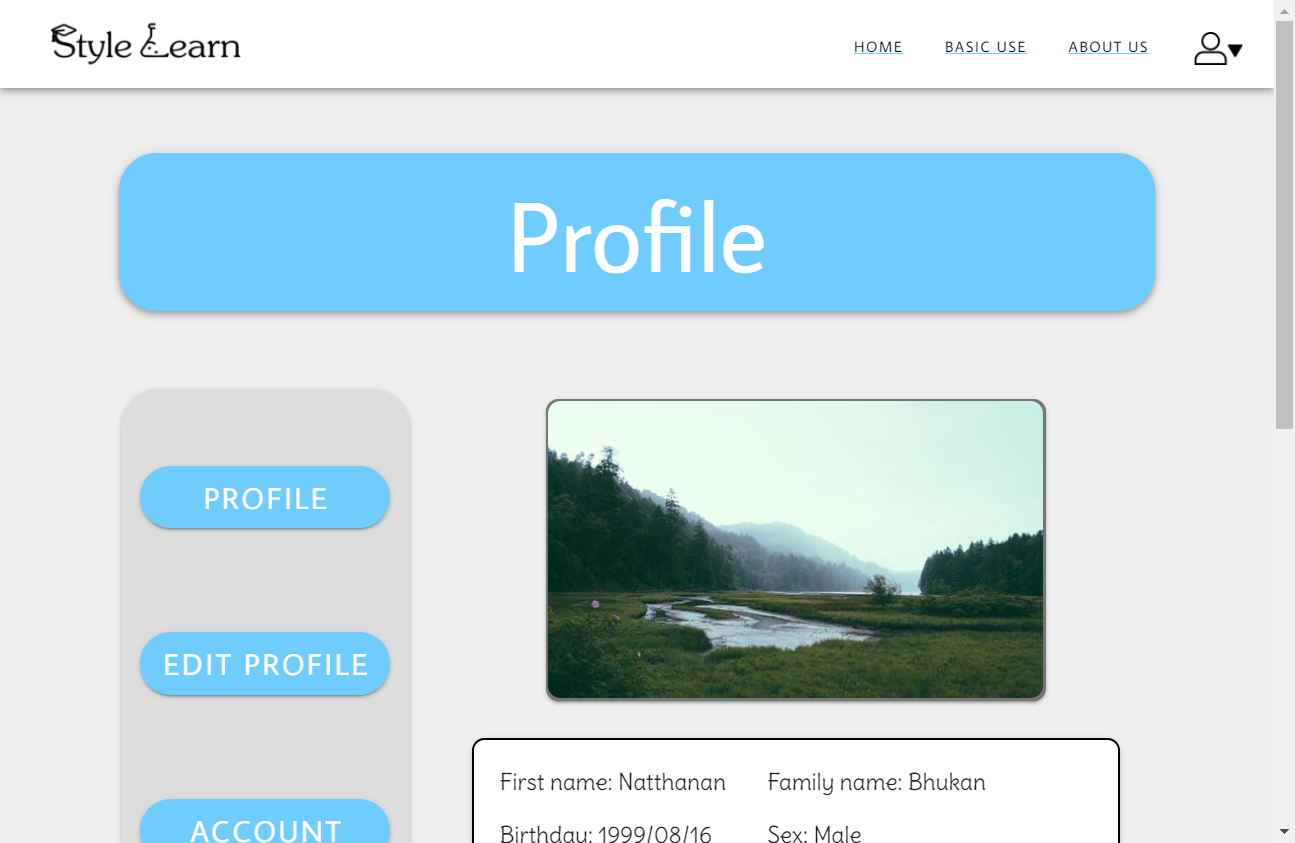 Style Learn
HOME BASIC USE ABOUT US
Profile
PROFILE
EDIT PROFILE
ACCOUNT
First name: Natthanan Family name: Bhukan
Birthday: 1999/08/16 Sex: Male